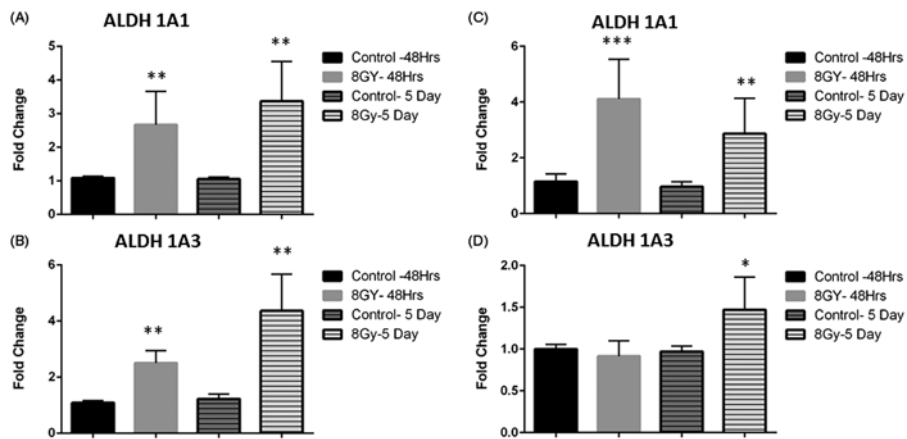 (A)
ALDH 1A1
**
**
Fold Change
5
4
3
2
1
0
Control -48Hrs
8GY- 48Hrs
Control- 5 Day
8Gy-5 Day
(B)
ALDH 1A3
**
**
Fold Change
6
4
2
0
Control -48Hrs
8GY- 48Hrs
Control- 5 Day
8Gy-5 Day
(C)
ALDH 1A1
***
**
Fold Change
6
4
2
0
Control -48Hrs
8GY- 48Hrs
Control- 5 Day
8Gy-5 Day
(D)
ALDH 1A3
*
Fold Change
2.0
1.5
1.0
0.5
0.0
Control -48Hrs
8GY- 48Hrs
Control- 5 Day
8Gy-5 Day